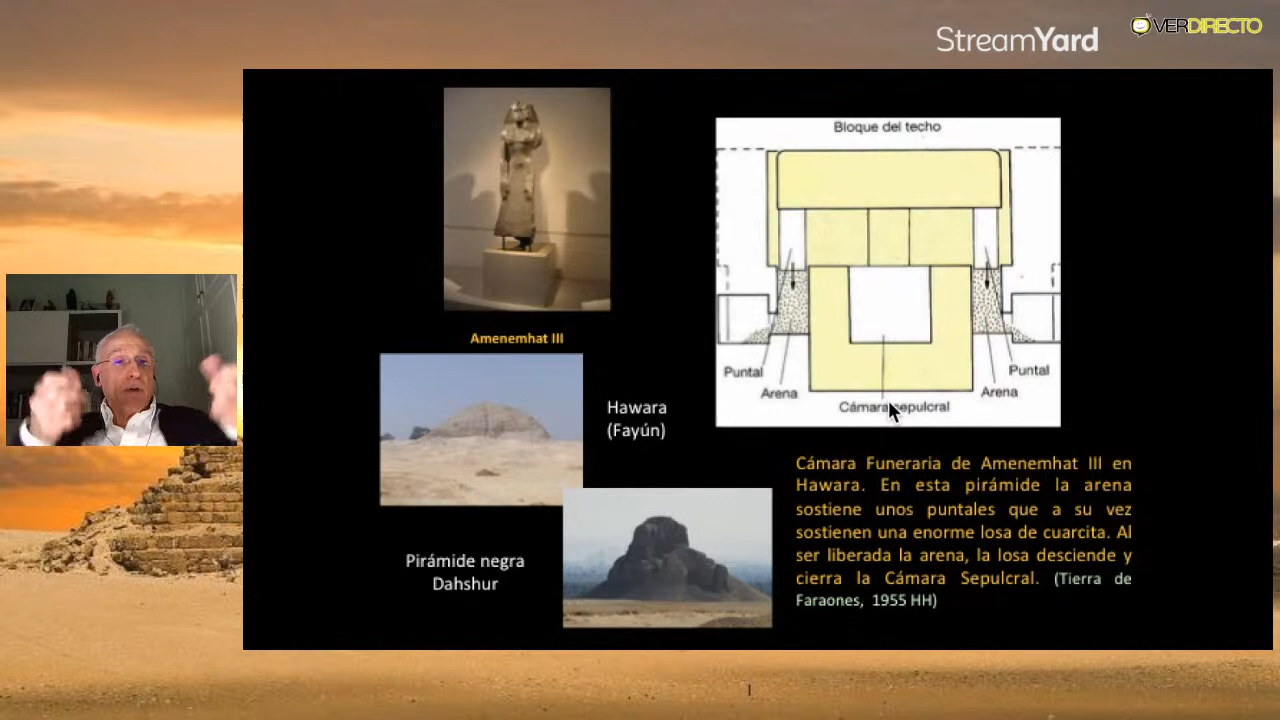 StreamYard
VERDIRECTO
Bloque del techo
Puntal
Arena
Puntal
Arena
Cámara sepulcral
Amenemhat III
Hawara
(Fayún)
Pirámide negra
Dahshur
Cámara Funeraria de Amenemhat III en
Hawara. En esta pirámide la arena
sostiene unos puntales que a su vez
sostienen una enorme losa de cuarcita. Al
ser liberada la arena, la losa desciende y
cierra la Cámara Sepulcral. (Tierra de
Faraones, 1955 HH)